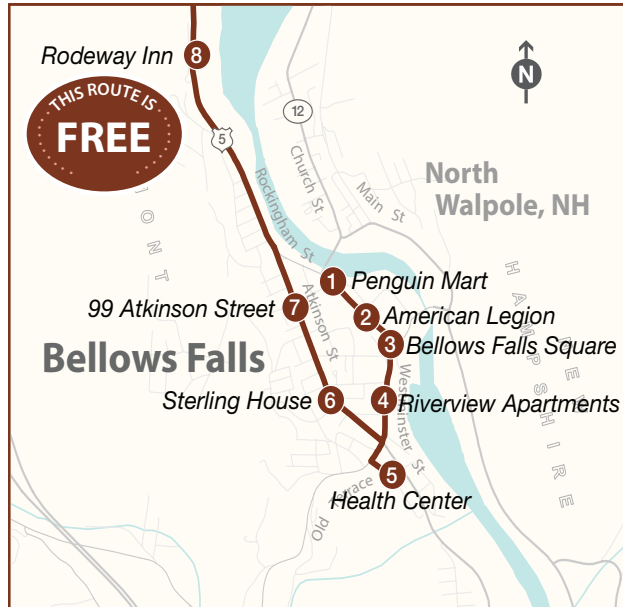 Rodeway Inn
8
THIS ROUTE IS
FREE
N
12
5
Church St
Main St
North
Walpole, NH
Rockingham St
1
Penguin Mart
2
American Legion
3
Bellows Falls Square
99 Atkinson Street
7
Atkinson St
Bellows Falls
Westminster St
Sterling House
6
4
Riverview Apartments
5
Health Center
Old Terrace
NEW
HAMPSHIRE
MONT